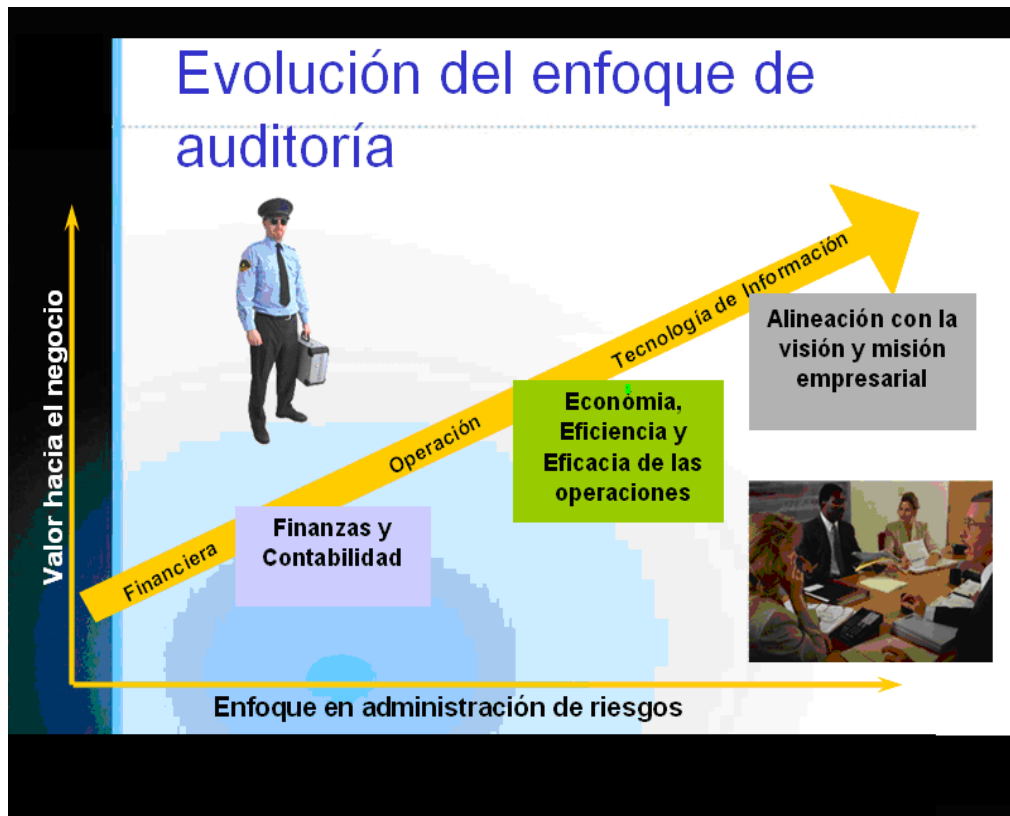 Evolución del enfoque de
auditoría
Valor hacia el negocio
Financiera
Operación
Tecnología de Información
Finanzas y
Contabilidad
Economia,
Eficiencia y
Eficacia de las
operaciones
Alineación con la
visión y misión
empresarial
Enfoque en administración de riesgos